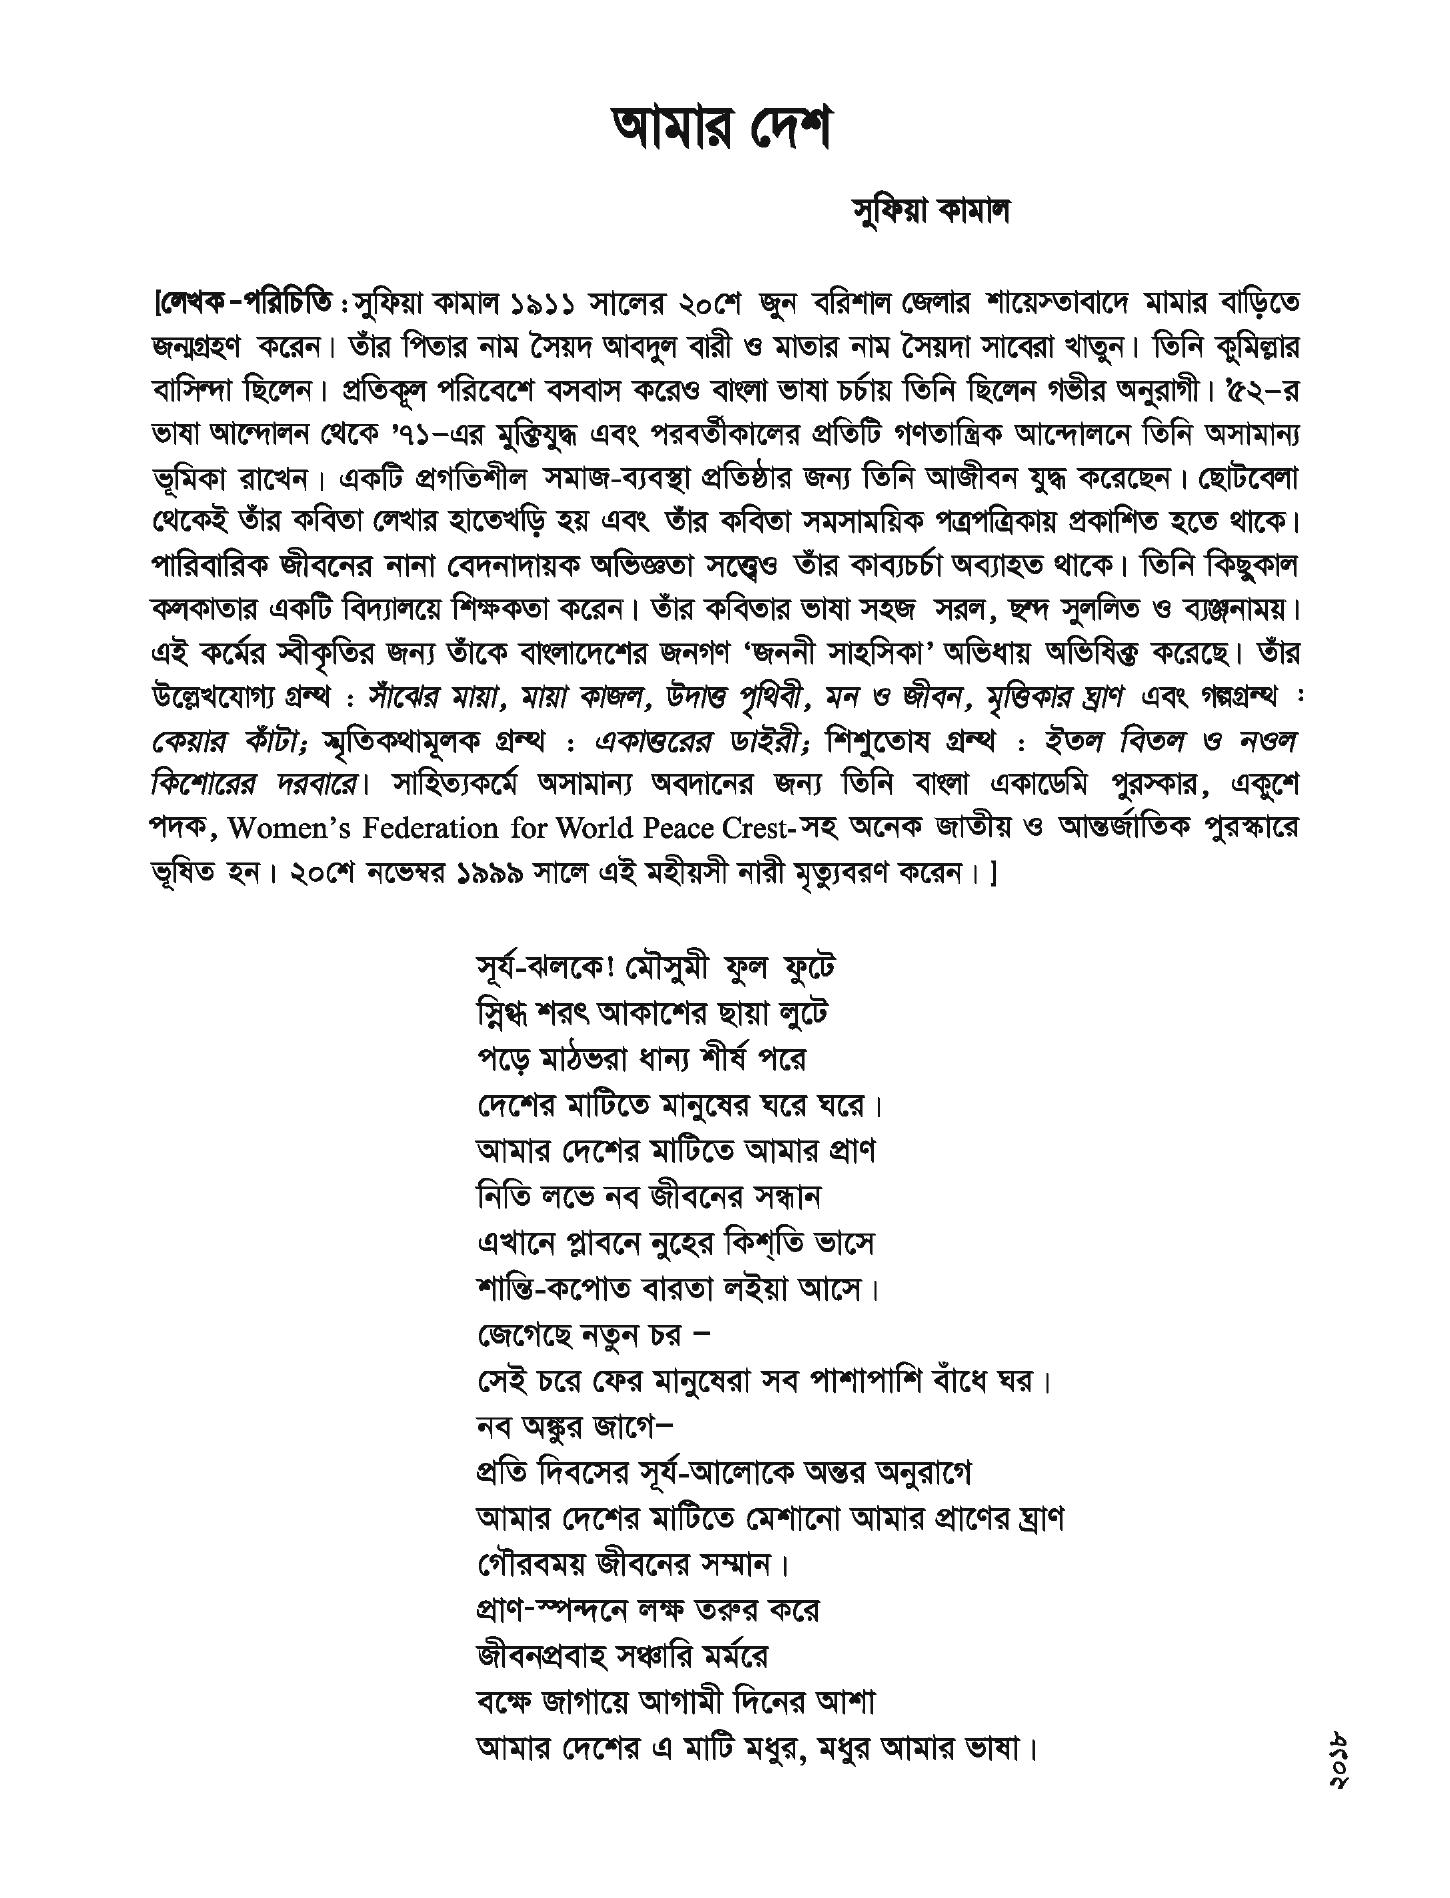 আমার দেশ
সুফিয়া কামাল
[লেখক-পরিচিতি : সুফিয়া কামাল ১৯১১ সালের ২০শে জুন বরিশাল জেলার শায়েস্তাবাদে মামার বাড়িতে
জন্মগ্রহণ করেন। তাঁর পিতার নাম সৈয়দ আবদুল বারী ও মাতার নাম সৈয়দা সাবেরা খাতুন। তিনি কুমিল্লার
বাসিন্দা ছিলেন। প্রতিকূল পরিবেশে বসবাস করেও বাংলা ভাষা চর্চায় তিনি ছিলেন গভীর অনুরাগী। ’৫২–র
ভাষা আন্দোলন থেকে ’৭১–এর মুক্তিযুদ্ধ এবং পরবর্তীকালের প্রতিটি গণতান্ত্রিক আন্দোলনে তিনি অসামান্য
ভূমিকা রাখেন। একটি প্রগতিশীল সমাজ-ব্যবস্থা প্রতিষ্ঠার জন্য তিনি আজীবন যুদ্ধ করেছেন। ছোটবেলা
থেকেই তাঁর কবিতা লেখার হাতেখড়ি হয় এবং তাঁর কবিতা সমসাময়িক পত্রপত্রিকায় প্রকাশিত হতে থাকে।
পারিবারিক জীবনের নানা বেদনাদায়ক অভিজ্ঞতা সত্ত্বেও তাঁর কাব্যচর্চা অব্যাহত থাকে। তিনি কিছুকাল
কলকাতার একটি বিদ্যালয়ে শিক্ষকতা করেন। তাঁর কবিতার ভাষা সহজ সরল, ছন্দ সুললিত ও ব্যঞ্জনাময়।
এই কর্মের স্বীকৃতির জন্য তাঁকে বাংলাদেশের জনগণ ‘জননী সাহসিকা’ অভিধায় অভিষিক্ত করেছে। তাঁর
উল্লেখযোগ্য গ্রন্থ : সাঁঝের মায়া, মায়া কাজল, উদাত্ত পৃথিবী, মন ও জীবন, মৃত্তিকার ঘ্রাণ এবং গল্পগ্রন্থ :
কেয়ার কাঁটা; স্মৃতিকথামূলক গ্রন্থ : একাত্তরের ডাইরী; শিশুতোষ গ্রন্থ : ইতল বিতল ও নওল
কিশোরের দরবারে। সাহিত্যকর্মে অসামান্য অবদানের জন্য তিনি বাংলা একাডেমি পুরস্কার, একুশে
পদক, Women’s Federation for World Peace Crest-সহ অনেক জাতীয় ও আন্তর্জাতিক পুরস্কারে
ভূষিত হন। ২০শে নভেম্বর ১৯৯৯ সালে এই মহীয়সী নারী মৃত্যুবরণ করেন। ]
সূর্য-ঝলকে! মৌসুমী ফুল ফুটে
স্নিগ্ধ শরৎ আকাশের ছায়া লুটে
পড়ে মাঠভরা ধান্য শীর্ষ পরে
দেশের মাটিতে মানুষের ঘরে ঘরে।
আমার দেশের মাটিতে আমার প্রাণ
নিতি লভে নব জীবনের সন্ধান
এখানে প্লাবনে নুহের কিশ্‌তি ভাসে
শান্তি-কপোত বারতা লইয়া আসে।
জেগেছে নতুন চর –
সেই চরে ফের মানুষেরা সব পাশাপাশি বাঁধে ঘর।
নব অঙ্কুর জাগে–
প্রতি দিবসের সূর্য-আলোকে অন্তর অনুরাগে
আমার দেশের মাটিতে মেশানো আমার প্রাণের ঘ্রাণ
গৌরবময় জীবনের সম্মান।
প্রাণ-স্পন্দনে লক্ষ তরুর করে
জীবনপ্রবাহ সঞ্চারি মর্মরে
বক্ষে জাগায়ে আগামী দিনের আশা
আমার দেশের এ মাটি মধুর, মধুর আমার ভাষা।
২০১৮